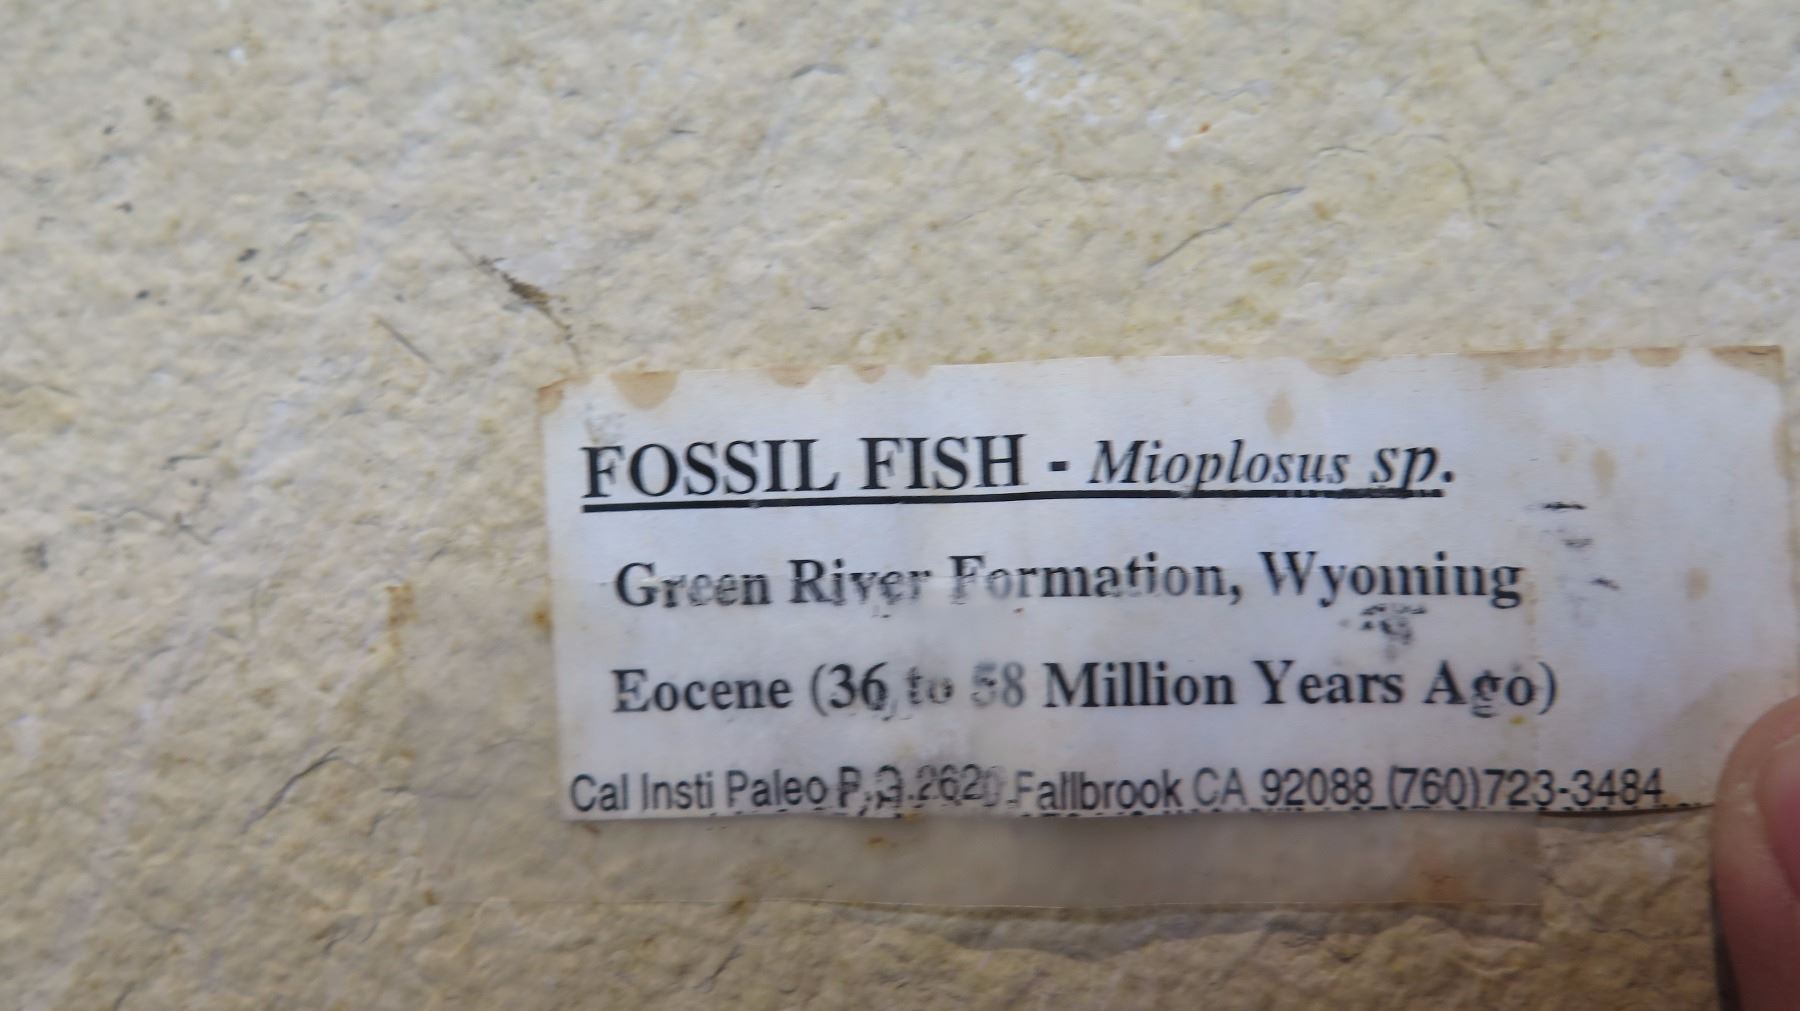 FOSSIL FISH - Mioplosus sp.
Green River Formation, Wyoming
Eocene (36 to 58 Million Years Ago)
Cal Insti Paleo P.O. 2620 Fallbrook CA 92088 (760)723-3484